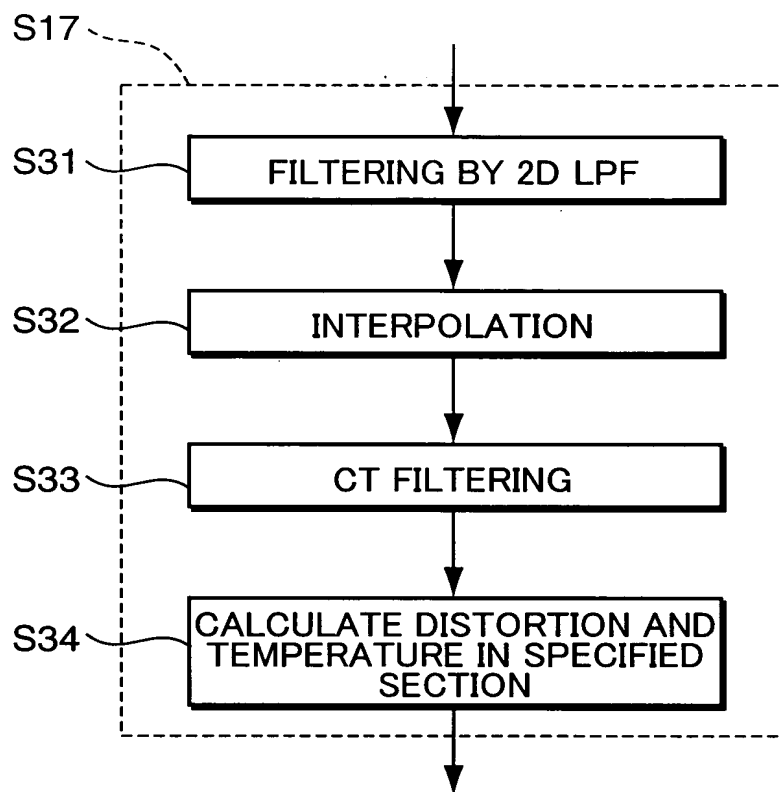 S17
S31
FILTERING BY 2D LPF
S32
INTERPOLATION
S33
CT FILTERING
S34
CALCULATE DISTORTION AND
TEMPERATURE IN SPECIFIED
SECTION